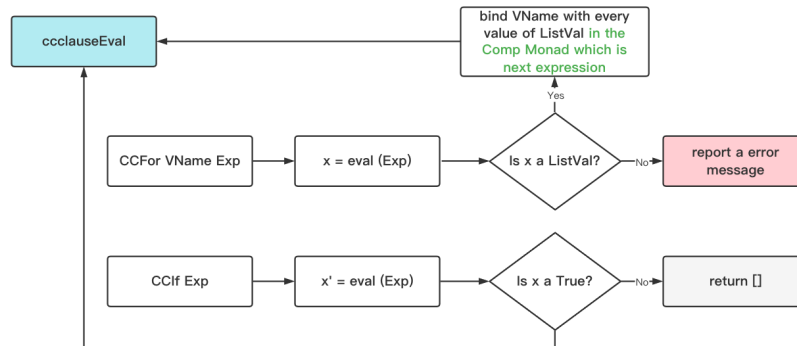 bind VName with every
value of ListVal in the
Comp Monad which is
next expression
ccclauseEval
Yes
CCFor VName Exp
x = eval (Exp)
Is x a ListVal?
No
report a error
message
CCIf Exp
x' = eval (Exp)
Is x a True?
No
return []